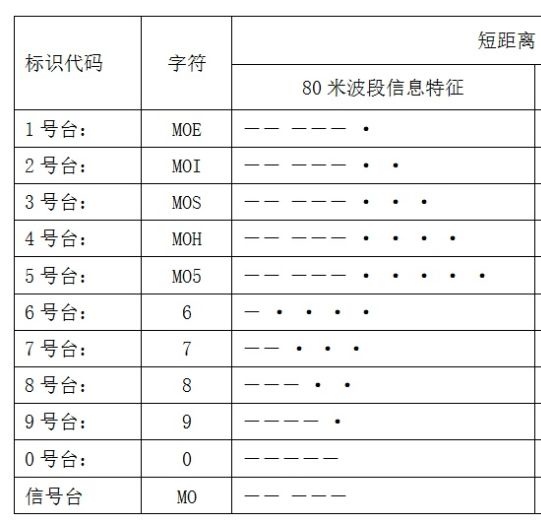 标识代码 字符 短距离
80 米波段信息特征
1 号台： MOE —— ——— •
2 号台： MOI —— ——— • •
3 号台： MOS —— ——— • • •
4 号台： MOH —— ——— • • • •
5 号台： MO5 —— ——— • • • • •
6 号台： 6 — • • • •
7 号台： 7 —— • • •
8 号台： 8 ——— • •
9 号台： 9 ———— •
0 号台： 0 —————
信号台 MO —— ———